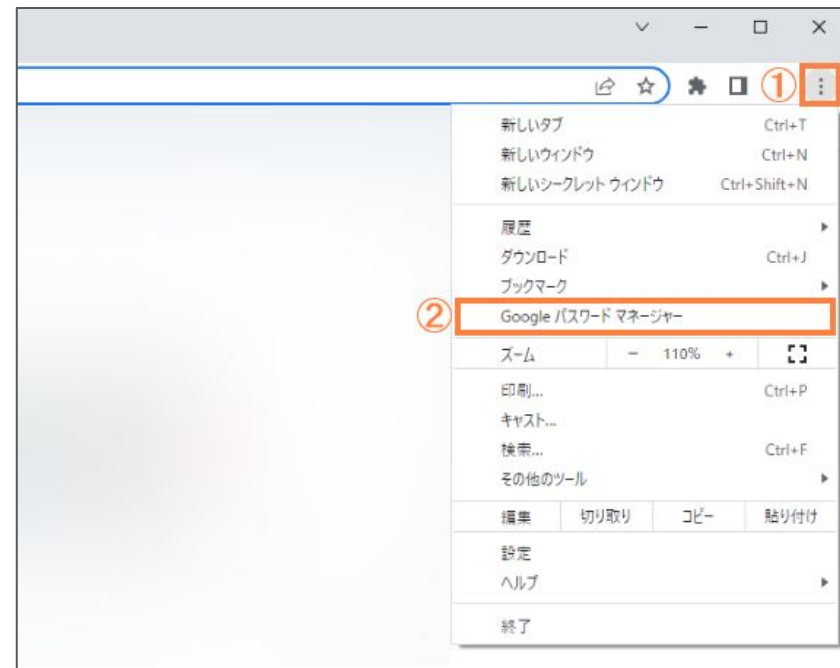 ①
新しいタブ Ctrl+T
新しいウィンドウ Ctrl+N
新しいシークレット ウィンドウ Ctrl+Shift+N
履歴
ダウンロード Ctrl+J
ブックマーク
② Google パスワード マネージャー
ズーム － 110% +
印刷... Ctrl+P
キャスト...
検索... Ctrl+F
その他のツール
編集 切り取り コピー 貼り付け
設定
ヘルプ
終了